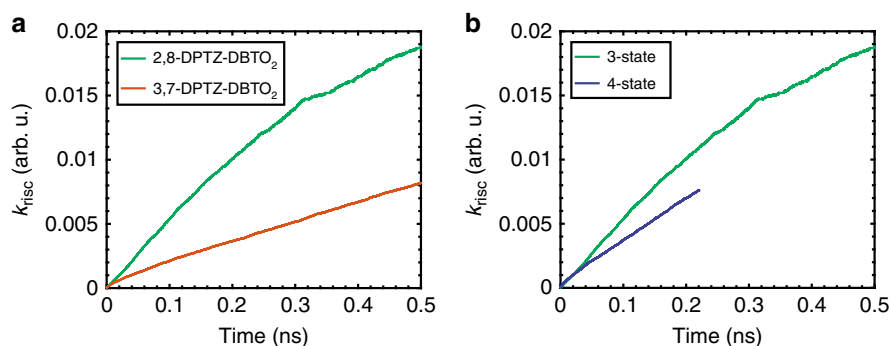 a
0.02
0.015
0.01
0.005
0
k_risc (arb. u.)
2,8-DPTZ-DBTO₂
3,7-DPTZ-DBTO₂
0 0.1 0.2 0.3 0.4 0.5
Time (ns)
b
0.02
0.015
0.01
0.005
0
k_risc (arb. u.)
3-state
4-state
0 0.1 0.2 0.3 0.4 0.5
Time (ns)